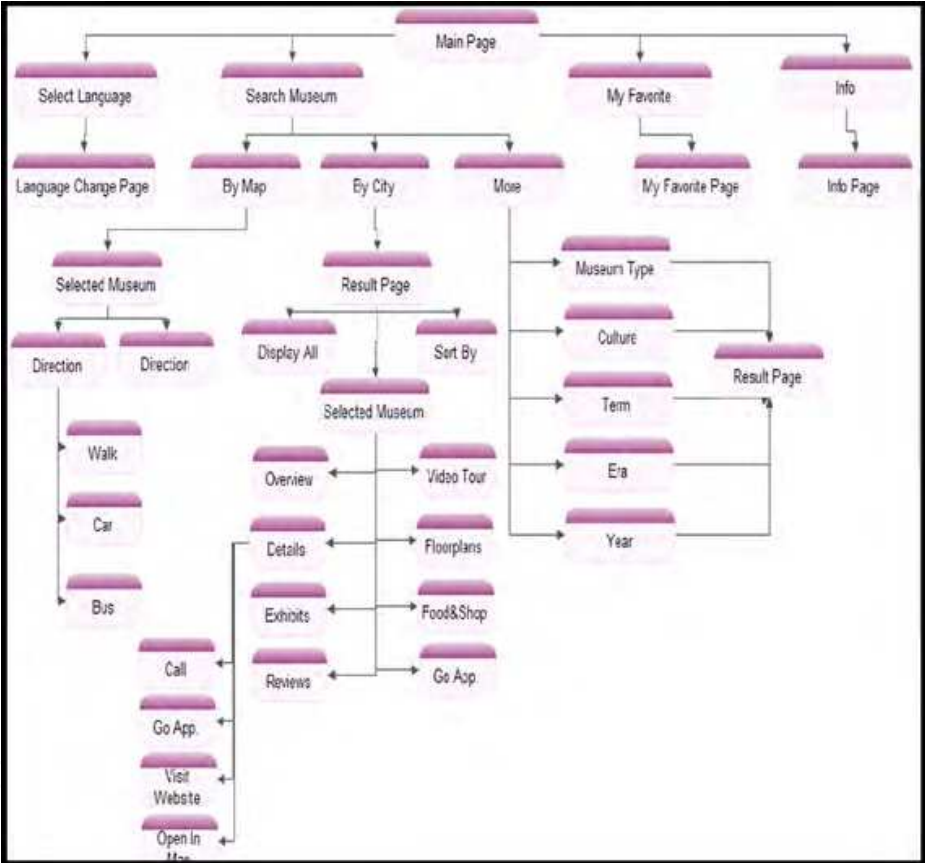 Main Page
Select Language
Search Museum
My Favorite
Info
Language Change Page
By Map
By City
More
My Favorite Page
Info Page
Selected Museum
Result Page
Museum Type
Display All
Sort By
Culture
Direction
Direction
Result Page
Selected Museum
Term
Walk
Overview
Video Tour
Era
Car
Details
Floorplans
Year
Bus
Exhibits
Food&Shop
Call
Reviews
Go App.
Go App.
Visit
Website
Open In